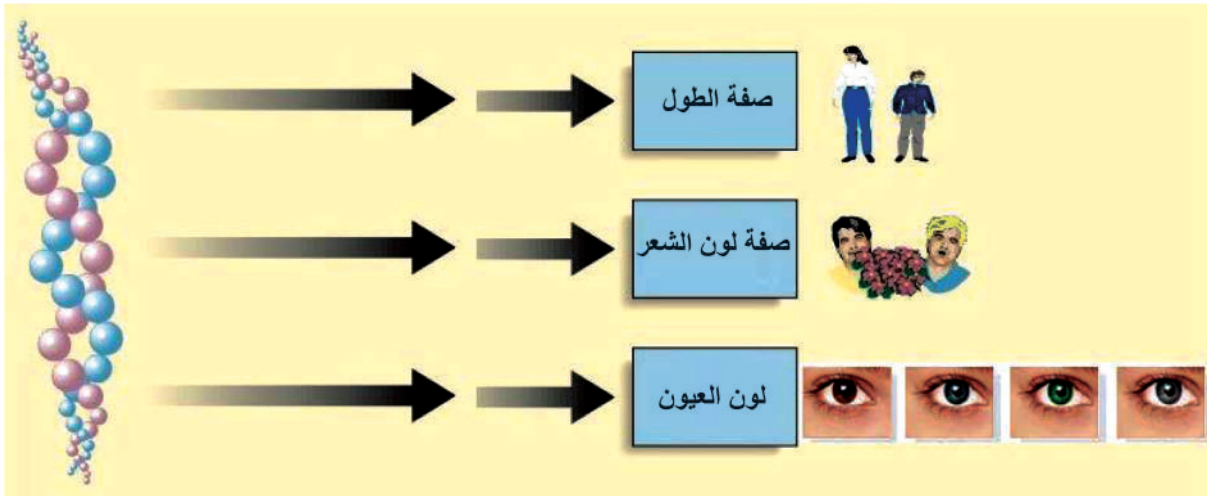 صفة الطول
صفة لون الشعر
لون العيون